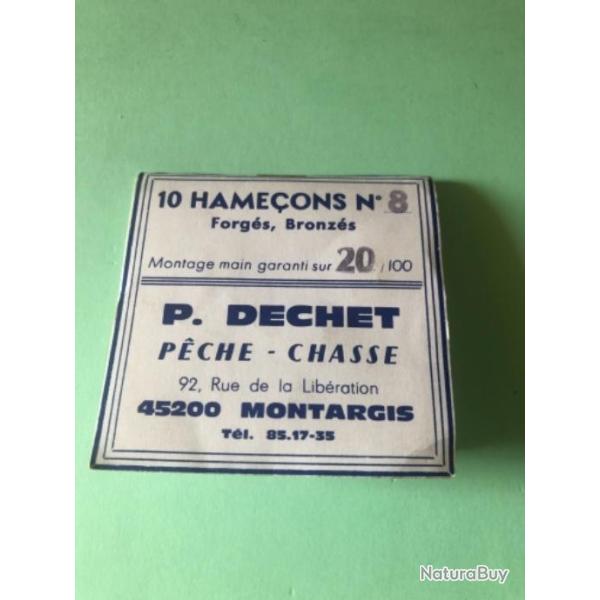 10 HAMEÇONS N° 8
Forgés, Bronzés
Montage main garanti sur 20/100
P. DECHET
PÊCHE - CHASSE
92, Rue de la Libération
45200 MONTARGIS
Tél. 85.17-35
NaturaBuy